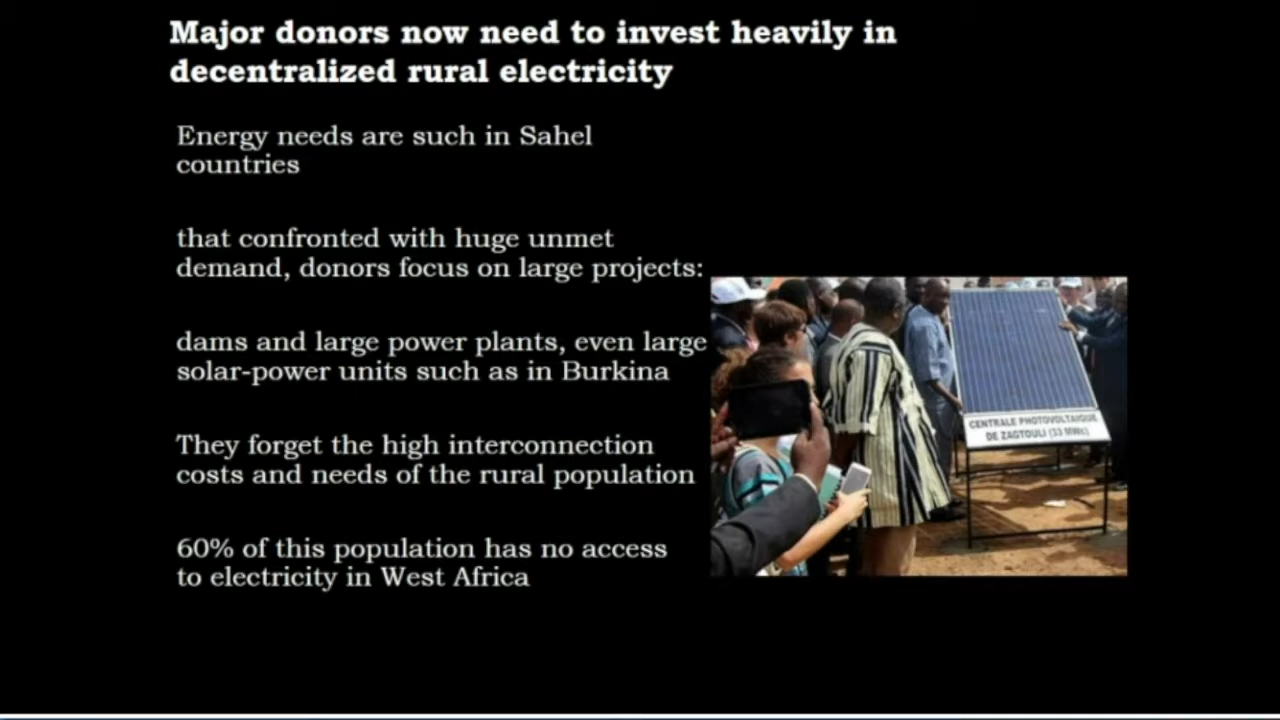 Major donors now need to invest heavily in
decentralized rural electricity
Energy needs are such in Sahel
countries
that confronted with huge unmet
demand, donors focus on large projects:
dams and large power plants, even large
solar-power units such as in Burkina
They forget the high interconnection
costs and needs of the rural population
60% of this population has no access
to electricity in West Africa
CENTRALE PHOTOVOLTAIQUE
DE ZAGTOULI (33 MWc)